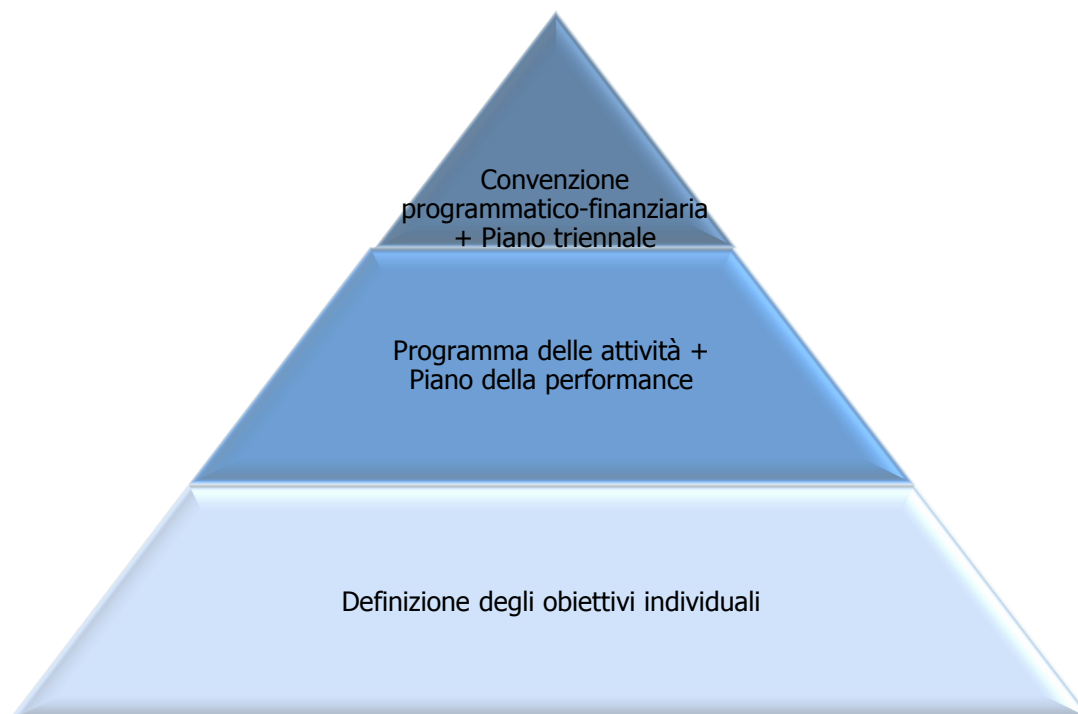 Convenzione
programmatico-finanziaria
+ Piano triennale
Programma delle attività +
Piano della performance
Definizione degli obiettivi individuali